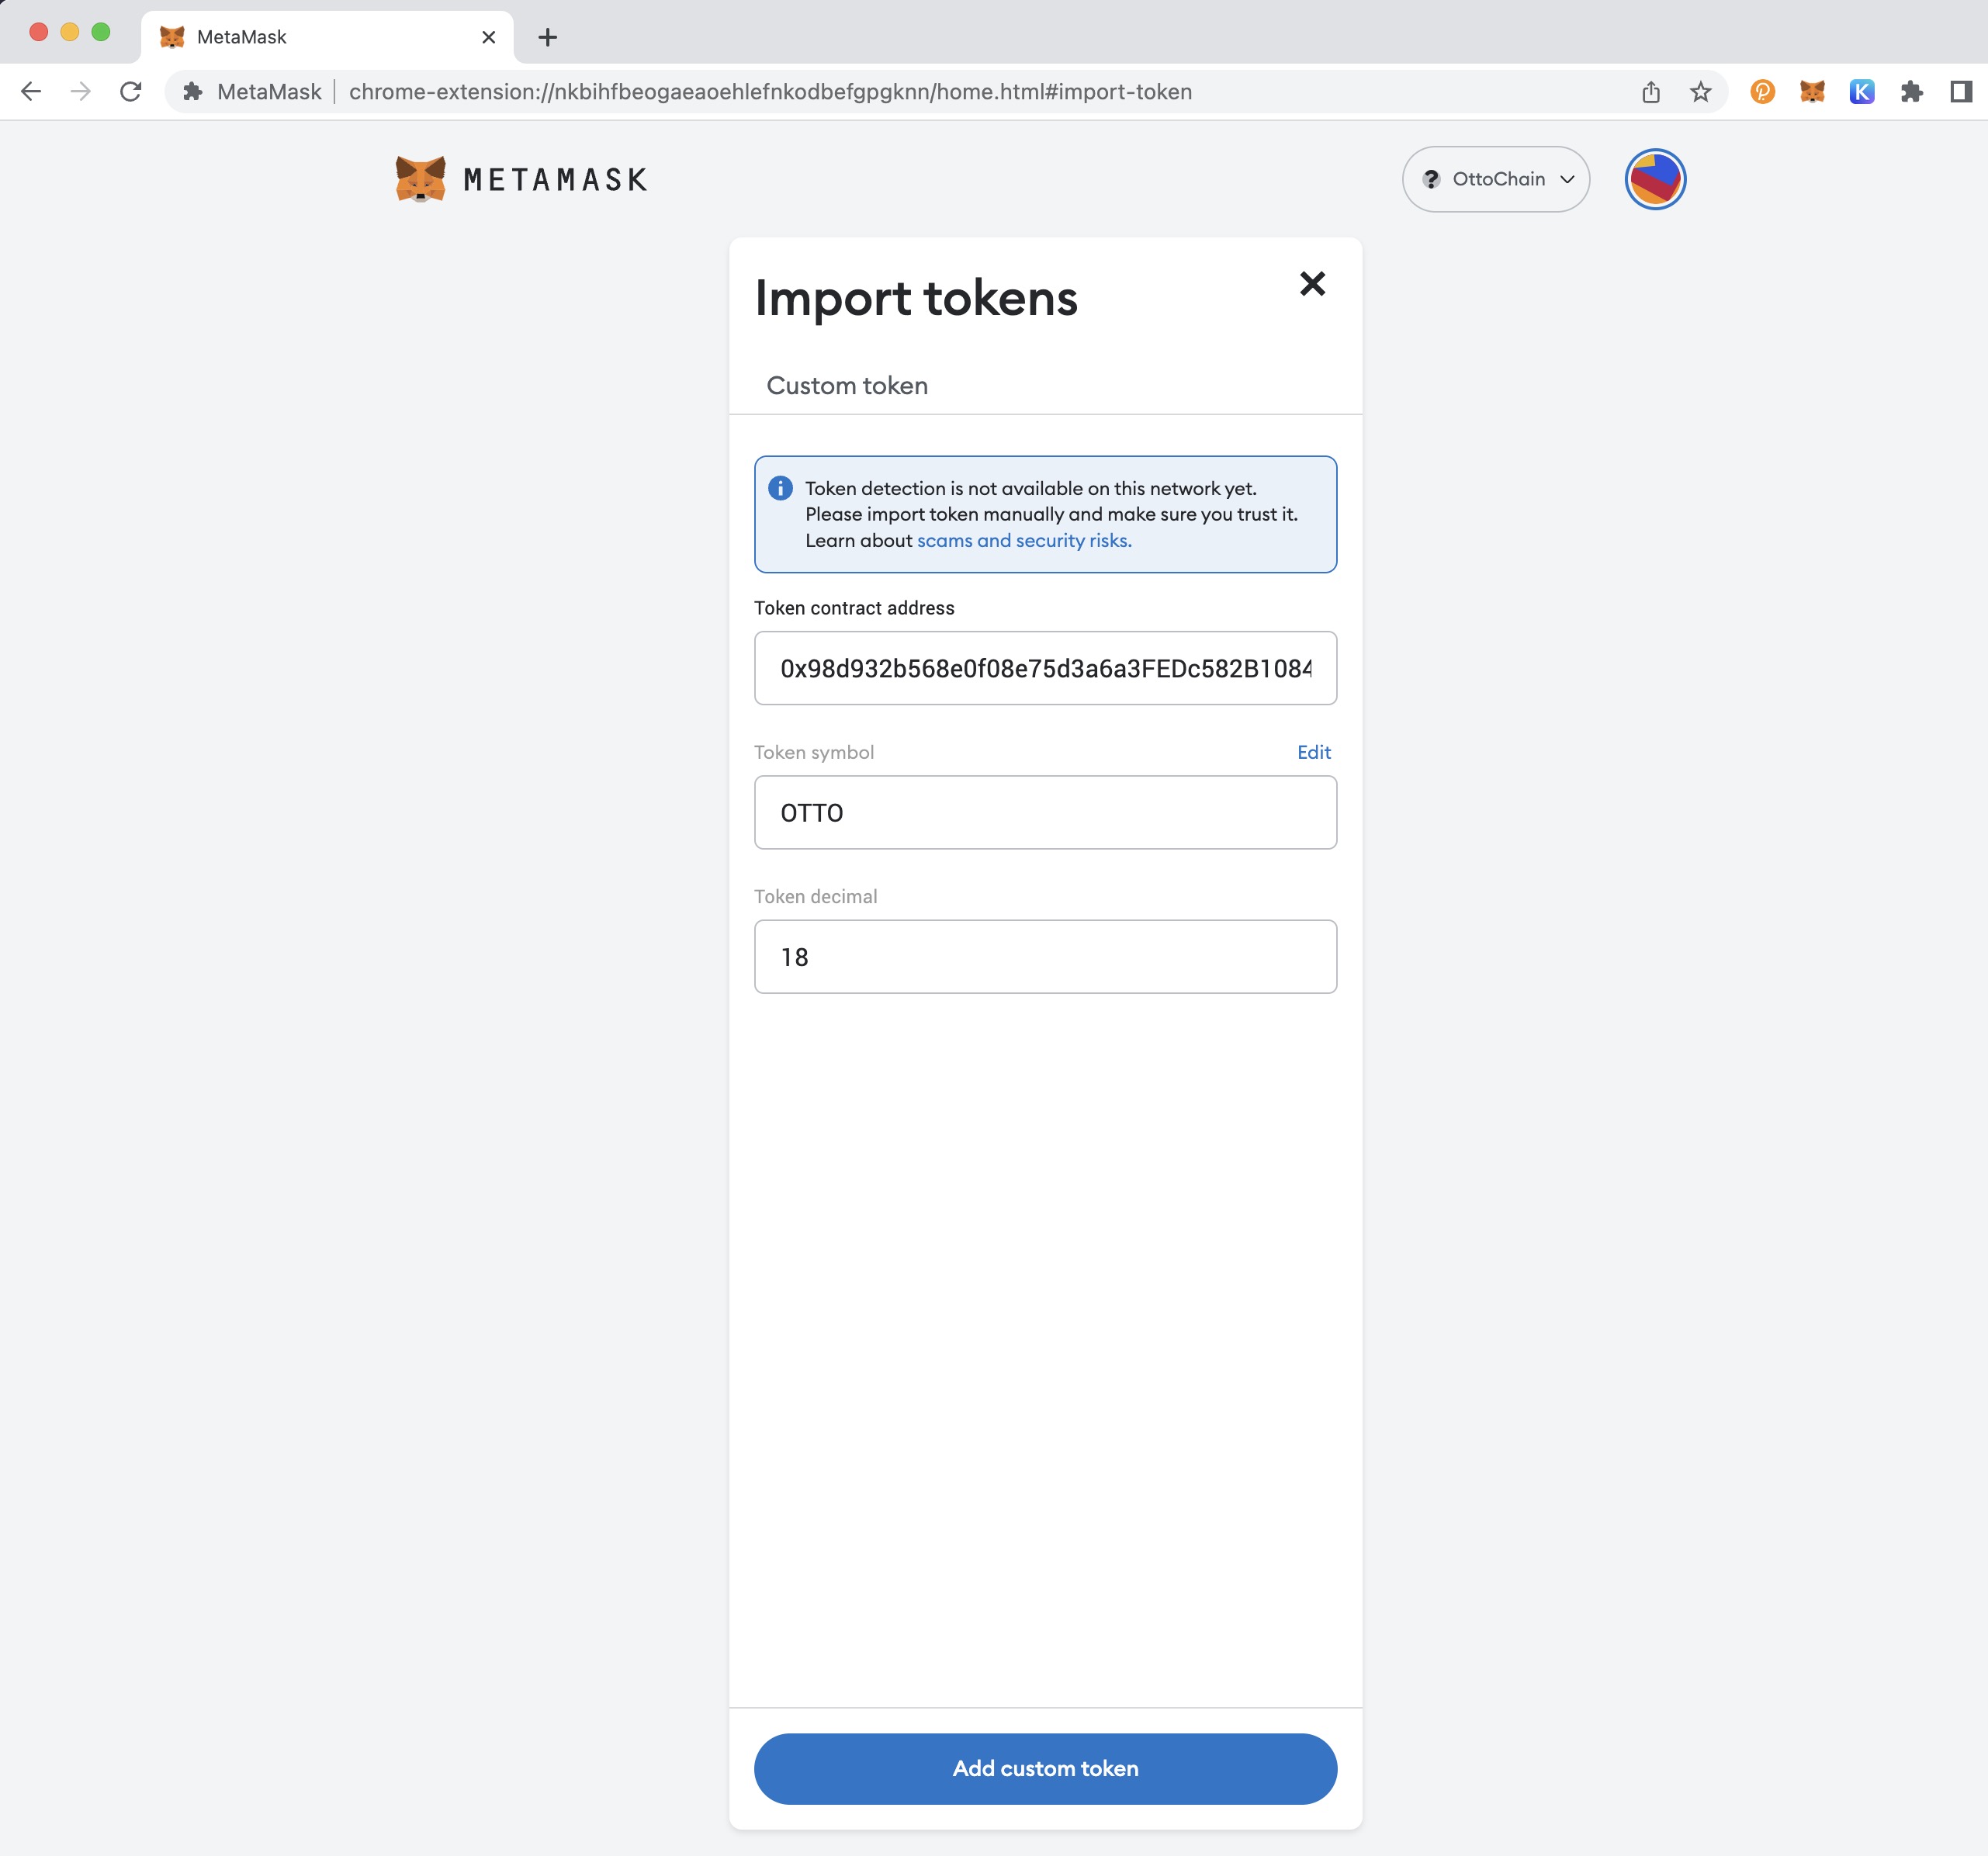 MetaMask
MetaMask | chrome-extension://nkbihfbeogaeaoehlefnkodbefgpgknn/home.html#import-token
METAMASK
? OttoChain
Import tokens
Custom token
Token detection is not available on this network yet.
Please import token manually and make sure you trust it.
Learn about scams and security risks.
Token contract address
0x98d932b568e0f08e75d3a6a3FEDc582B1084
Token symbol
Edit
OTTO
Token decimal
18
Add custom token